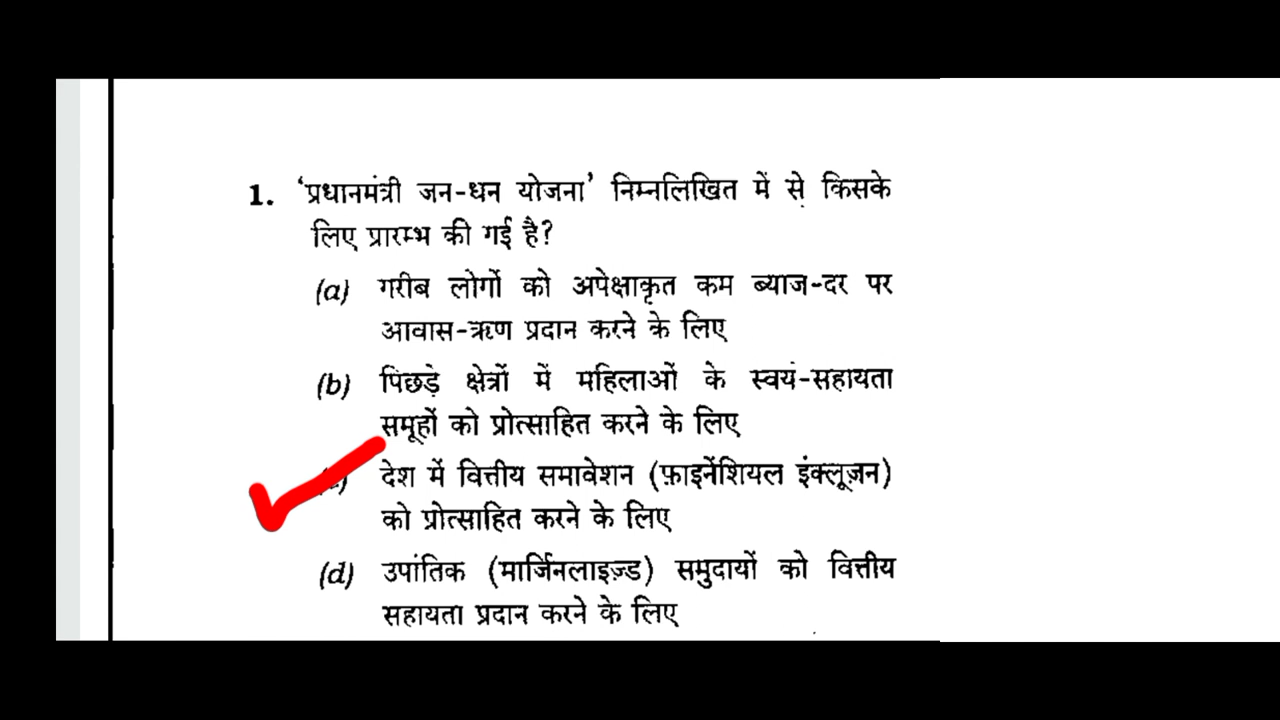 1. 'प्रधानमंत्री जन-धन योजना' निम्नलिखित में से किसके
लिए प्रारम्भ की गई है?
(a) गरीब लोगों को अपेक्षाकृत कम ब्याज-दर पर
आवास-ऋण प्रदान करने के लिए
(b) पिछड़े क्षेत्रों में महिलाओं के स्वयं-सहायता
समूहों को प्रोत्साहित करने के लिए
देश में वित्तीय समावेशन (फ़ाइनेंशियल इंक्लूज़न)
को प्रोत्साहित करने के लिए
(d) उपांतिक (मार्जिनलाइज़्ड) समुदायों को वित्तीय
सहायता प्रदान करने के लिए